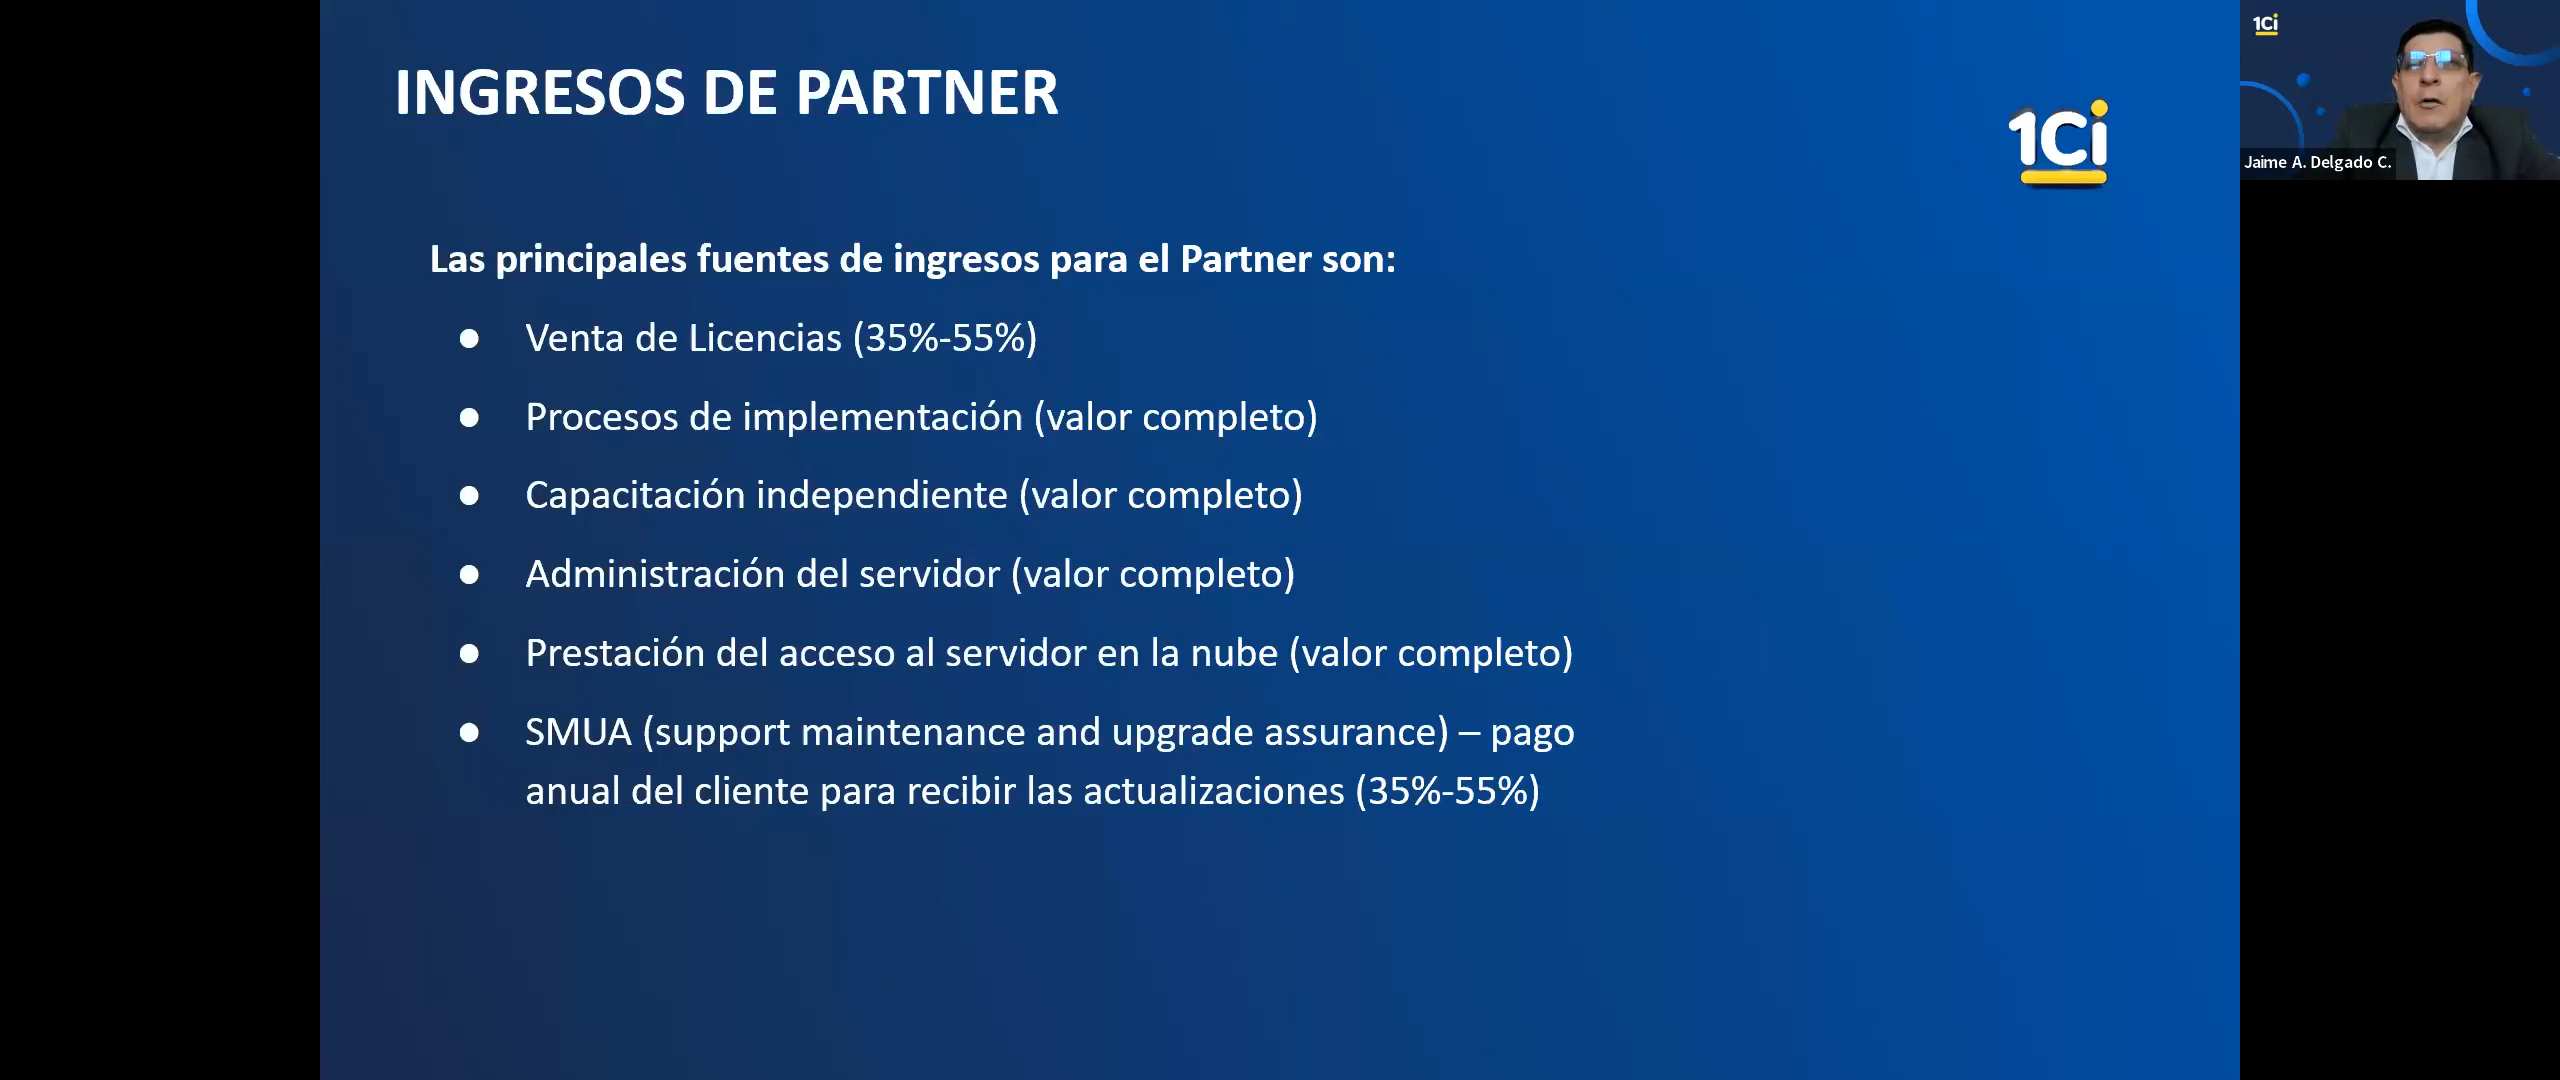 INGRESOS DE PARTNER
1Ci
1Ci
Jaime A. Delgado C.
Las principales fuentes de ingresos para el Partner son:
● Venta de Licencias (35%-55%)
● Procesos de implementación (valor completo)
● Capacitación independiente (valor completo)
● Administración del servidor (valor completo)
● Prestación del acceso al servidor en la nube (valor completo)
● SMUA (support maintenance and upgrade assurance) – pago
anual del cliente para recibir las actualizaciones (35%-55%)